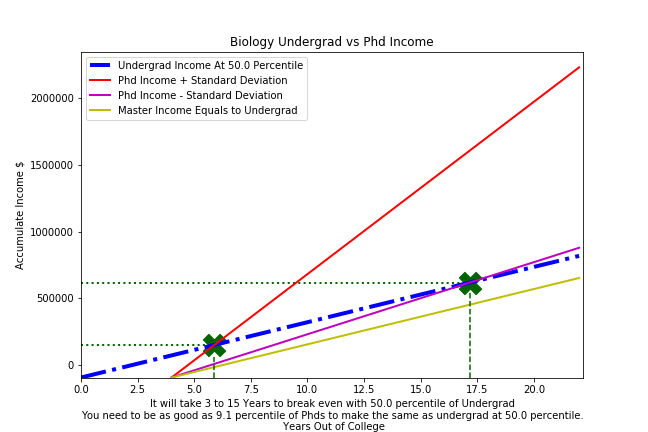 Biology Undergrad vs Phd Income
Undergrad Income At 50.0 Percentile
Phd Income + Standard Deviation
Phd Income - Standard Deviation
Master Income Equals to Undergrad
Accumulate Income $
2000000
1500000
1000000
500000
0
0.0 2.5 5.0 7.5 10.0 12.5 15.0 17.5 20.0
It will take 3 to 15 Years to break even with 50.0 percentile of Undergrad
You need to be as good as 9.1 percentile of Phds to make the same as undergrad at 50.0 percentile.
Years Out of College